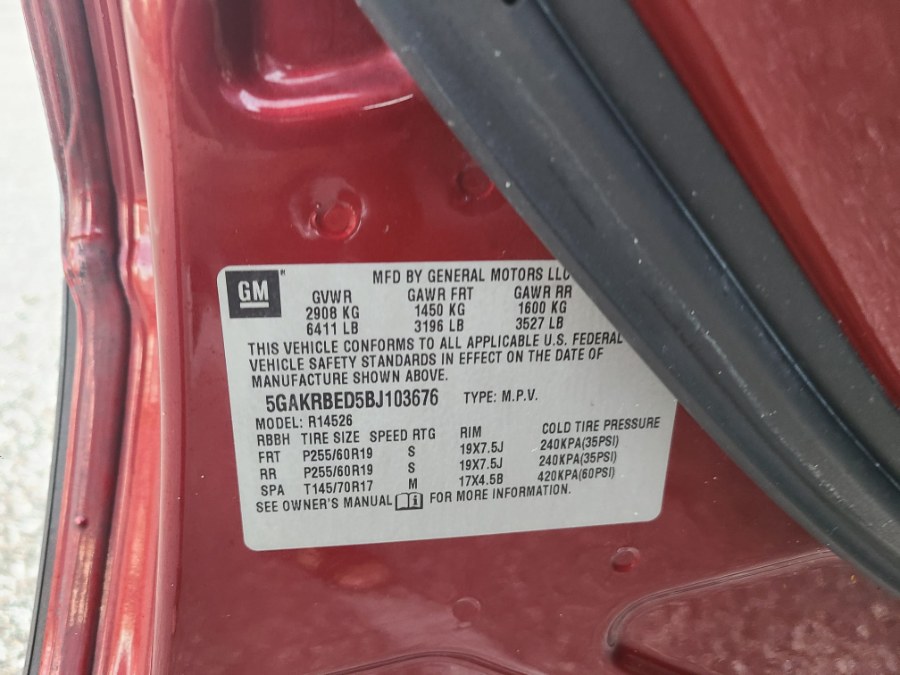 GM MFD BY GENERAL MOTORS LLC
GVWR GAWR FRT GAWR RR
2908 KG 1450 KG 1600 KG
6411 LB 3196 LB 3527 LB
THIS VEHICLE CONFORMS TO ALL APPLICABLE U.S. FEDERAL
VEHICLE SAFETY STANDARDS IN EFFECT ON THE DATE OF
MANUFACTURE SHOWN ABOVE.
5GAKRBED5BJ103676 TYPE: M.P.V.
MODEL: R14526
RBBH TIRE SIZE SPEED RTG RIM COLD TIRE PRESSURE
FRT P255/60R19 S 19X7.5J 240KPA(35PSI)
RR P255/60R19 S 19X7.5J 240KPA(35PSI)
SPA T145/70R17 M 17X4.5B 420KPA(60PSI)
SEE OWNER'S MANUAL FOR MORE INFORMATION.